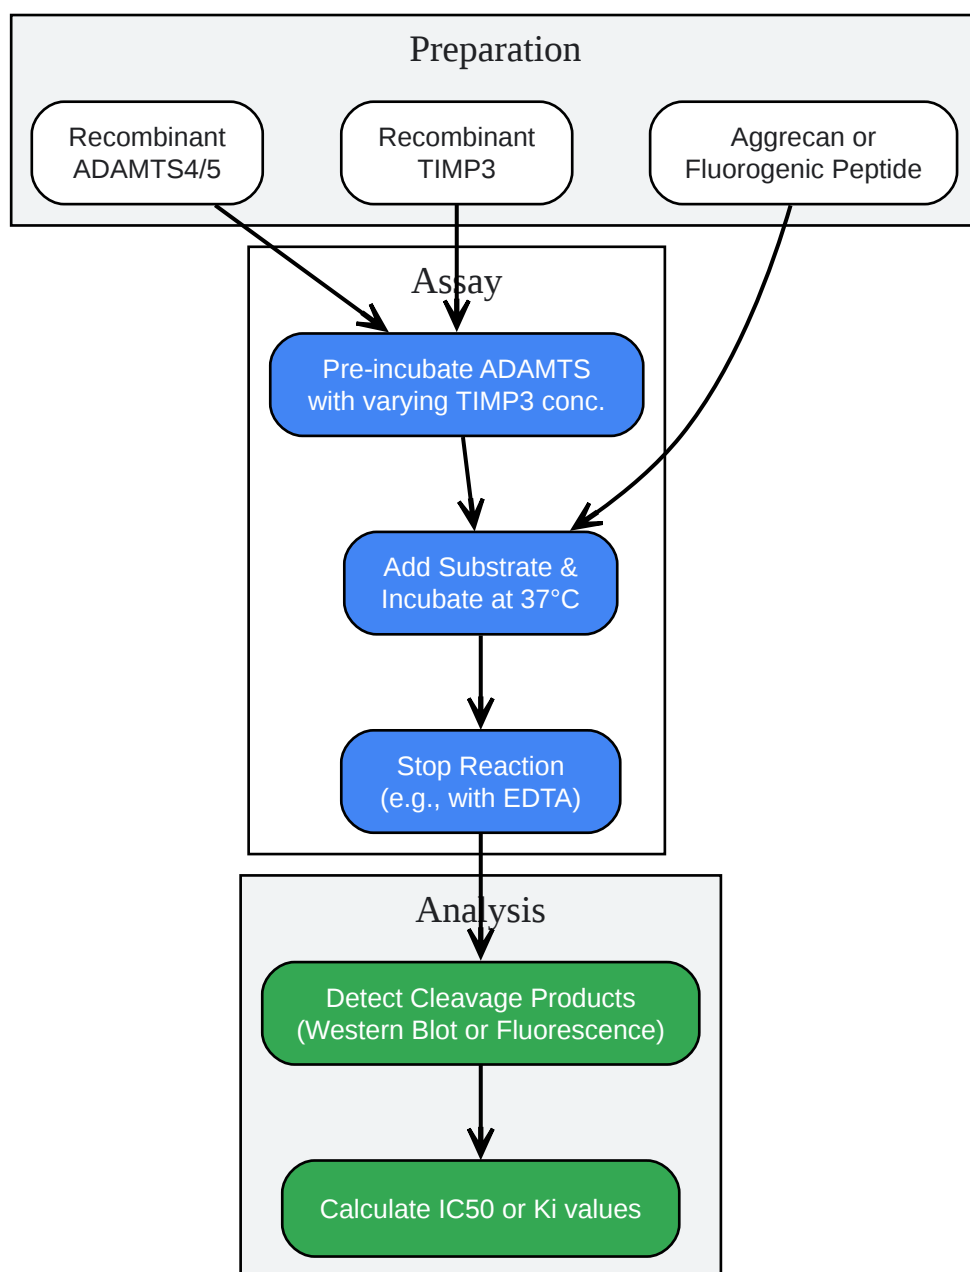 Preparation
Recombinant
ADAMTS4/5
Recombinant
TIMP3
Aggrecan or
Fluorogenic Peptide
Assay
Pre-incubate ADAMTS
with varying TIMP3 conc.
Add Substrate &
Incubate at 37°C
Stop Reaction
(e.g., with EDTA)
Analysis
Detect Cleavage Products
(Western Blot or Fluorescence)
Calculate IC50 or Ki values